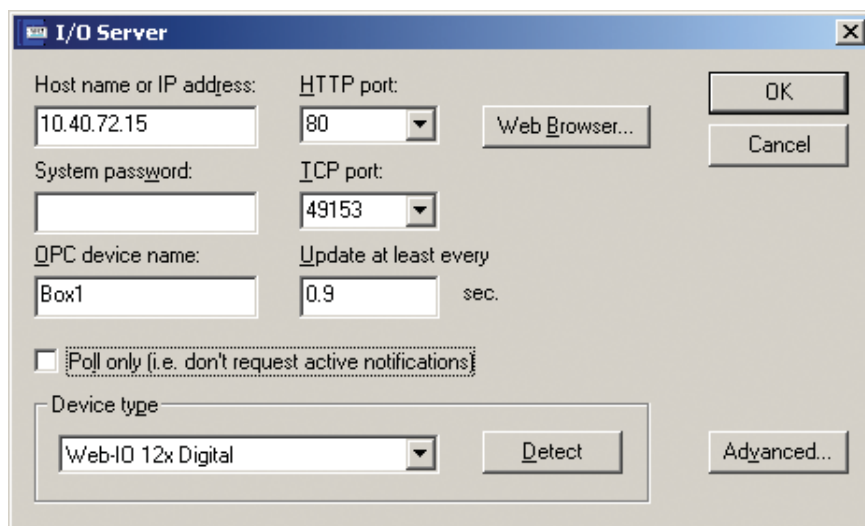 I/O Server
Host name or IP address: HTTP port:
10.40.72.15 80 Web Browser... OK
Cancel
System password: TCP port:
49153
OPC device name: Update at least every
Box1 0.9 sec.
Poll only (i.e. don't request active notifications)
Device type
Web-IO 12x Digital Detect Advanced...